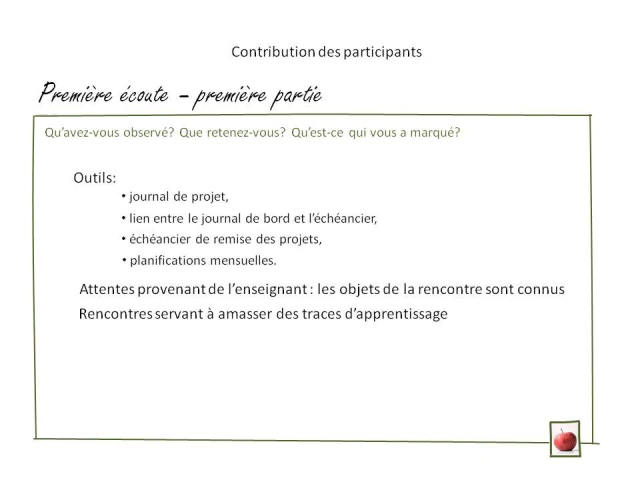 Contribution des participants
Première écoute – première partie
Qu'avez-vous observé? Que retenez-vous? Qu'est-ce qui vous a marqué?
Outils:
• journal de projet,
• lien entre le journal de bord et l'échéancier,
• échéancier de remise des projets,
• planifications mensuelles.
Attentes provenant de l'enseignant : les objets de la rencontre sont connus
Rencontres servant à amasser des traces d'apprentissage